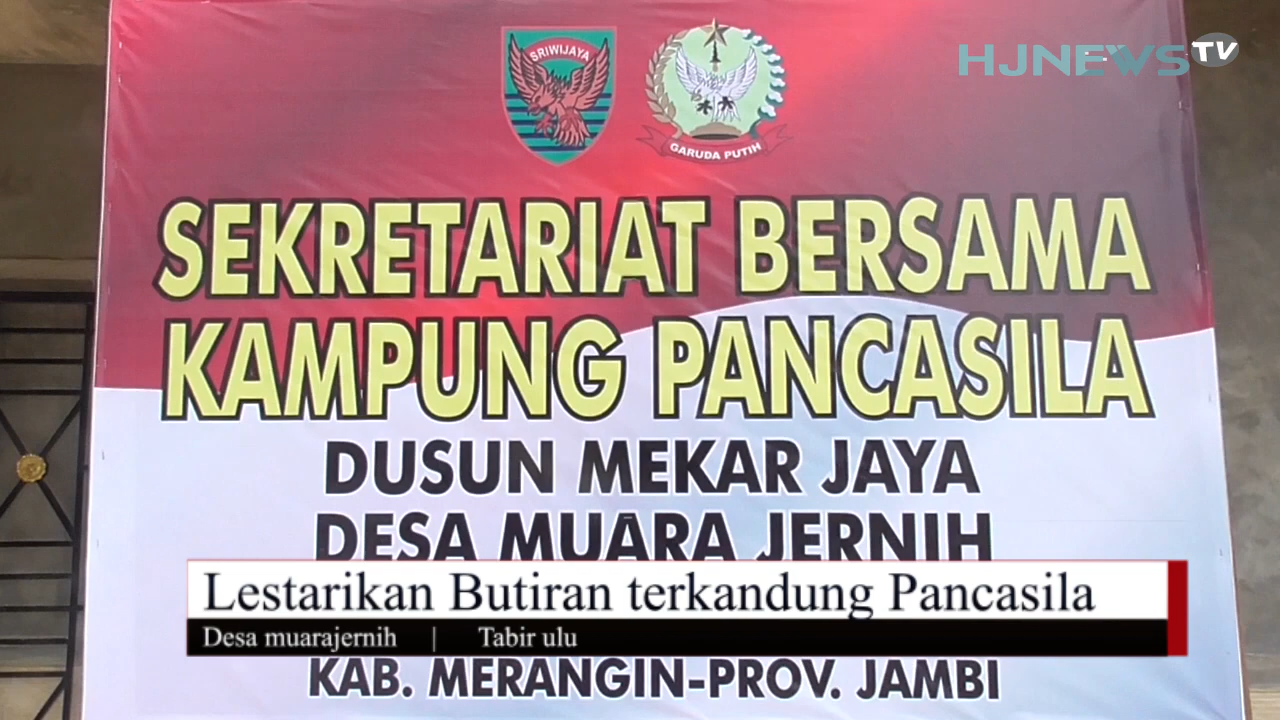 HJNEWS TV
SRIWIJAYA
GARUDA PUTIH
SEKRETARIAT BERSAMA
KAMPUNG PANCASILA
DUSUN MEKAR JAYA
DESA MUARA JERNIH
Lestarikan Butiran terkandung Pancasila
Desa muarajernih | Tabir ulu
KAB. MERANGIN-PROV. JAMBI